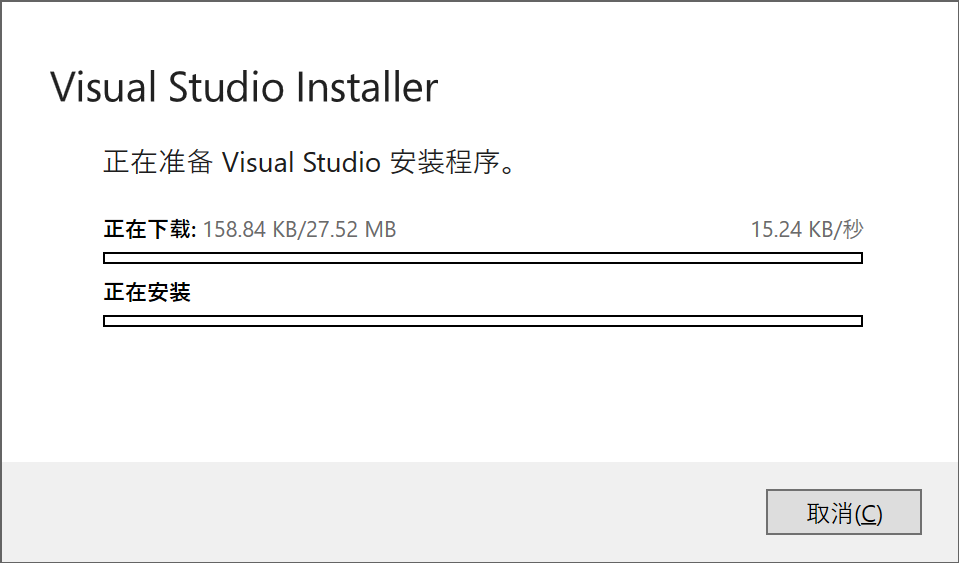 Visual Studio Installer
正在准备 Visual Studio 安装程序。
正在下载: 158.84 KB/27.52 MB 15.24 KB/秒
正在安装
取消(C)